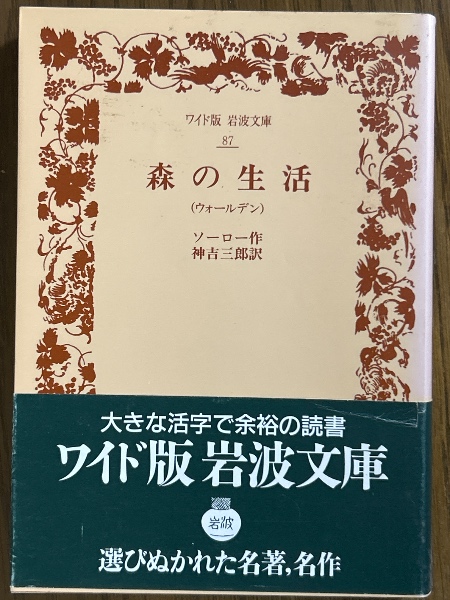 ワイド版 岩波文庫
87
森の生活
(ウォールデン)
ソーロー作
神吉三郎訳
大きな活字で余裕の読書
ワイド版 岩波文庫
岩波
選びぬかれた名著,名作